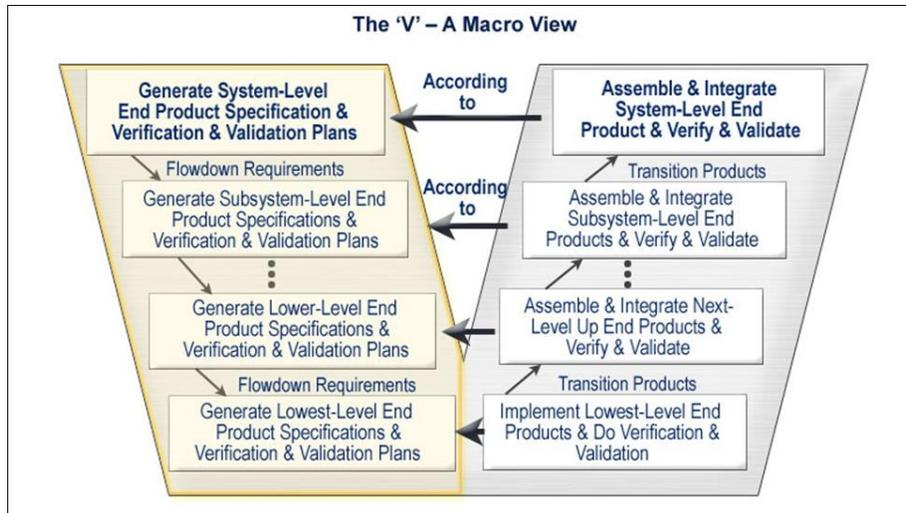 The 'V' – A Macro View
Generate System-Level
End Product Specification &
Verification & Validation Plans
According
to
Assemble & Integrate
System-Level End
Product & Verify & Validate
Flowdown Requirements
Transition Products
Generate Subsystem-Level End
Product Specifications &
Verification & Validation Plans
According
to
Assemble & Integrate
Subsystem-Level End
Products & Verify & Validate
Generate Lower-Level End
Product Specifications &
Verification & Validation Plans
Assemble & Integrate Next-
Level Up End Products &
Verify & Validate
Flowdown Requirements
Transition Products
Generate Lowest-Level End
Product Specifications &
Verification & Validation Plans
Implement Lowest-Level End
Products & Do Verification &
Validation